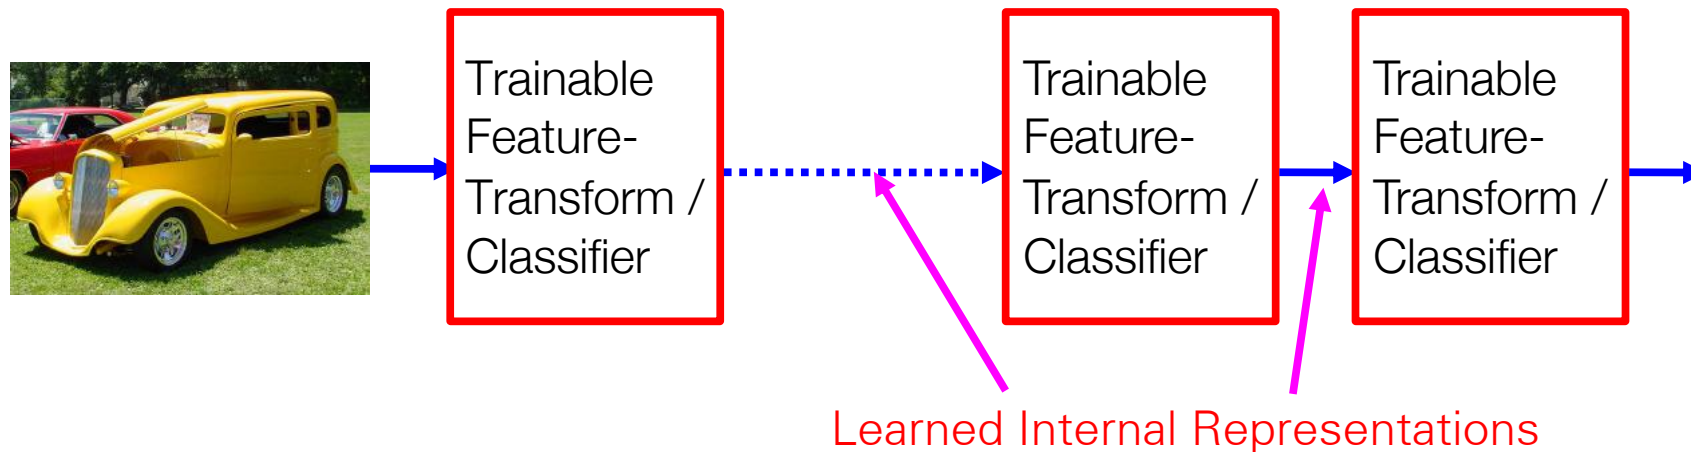 Trainable
Feature-
Transform /
Classifier
Trainable
Feature-
Transform /
Classifier
Trainable
Feature-
Transform /
Classifier
Learned Internal Representations